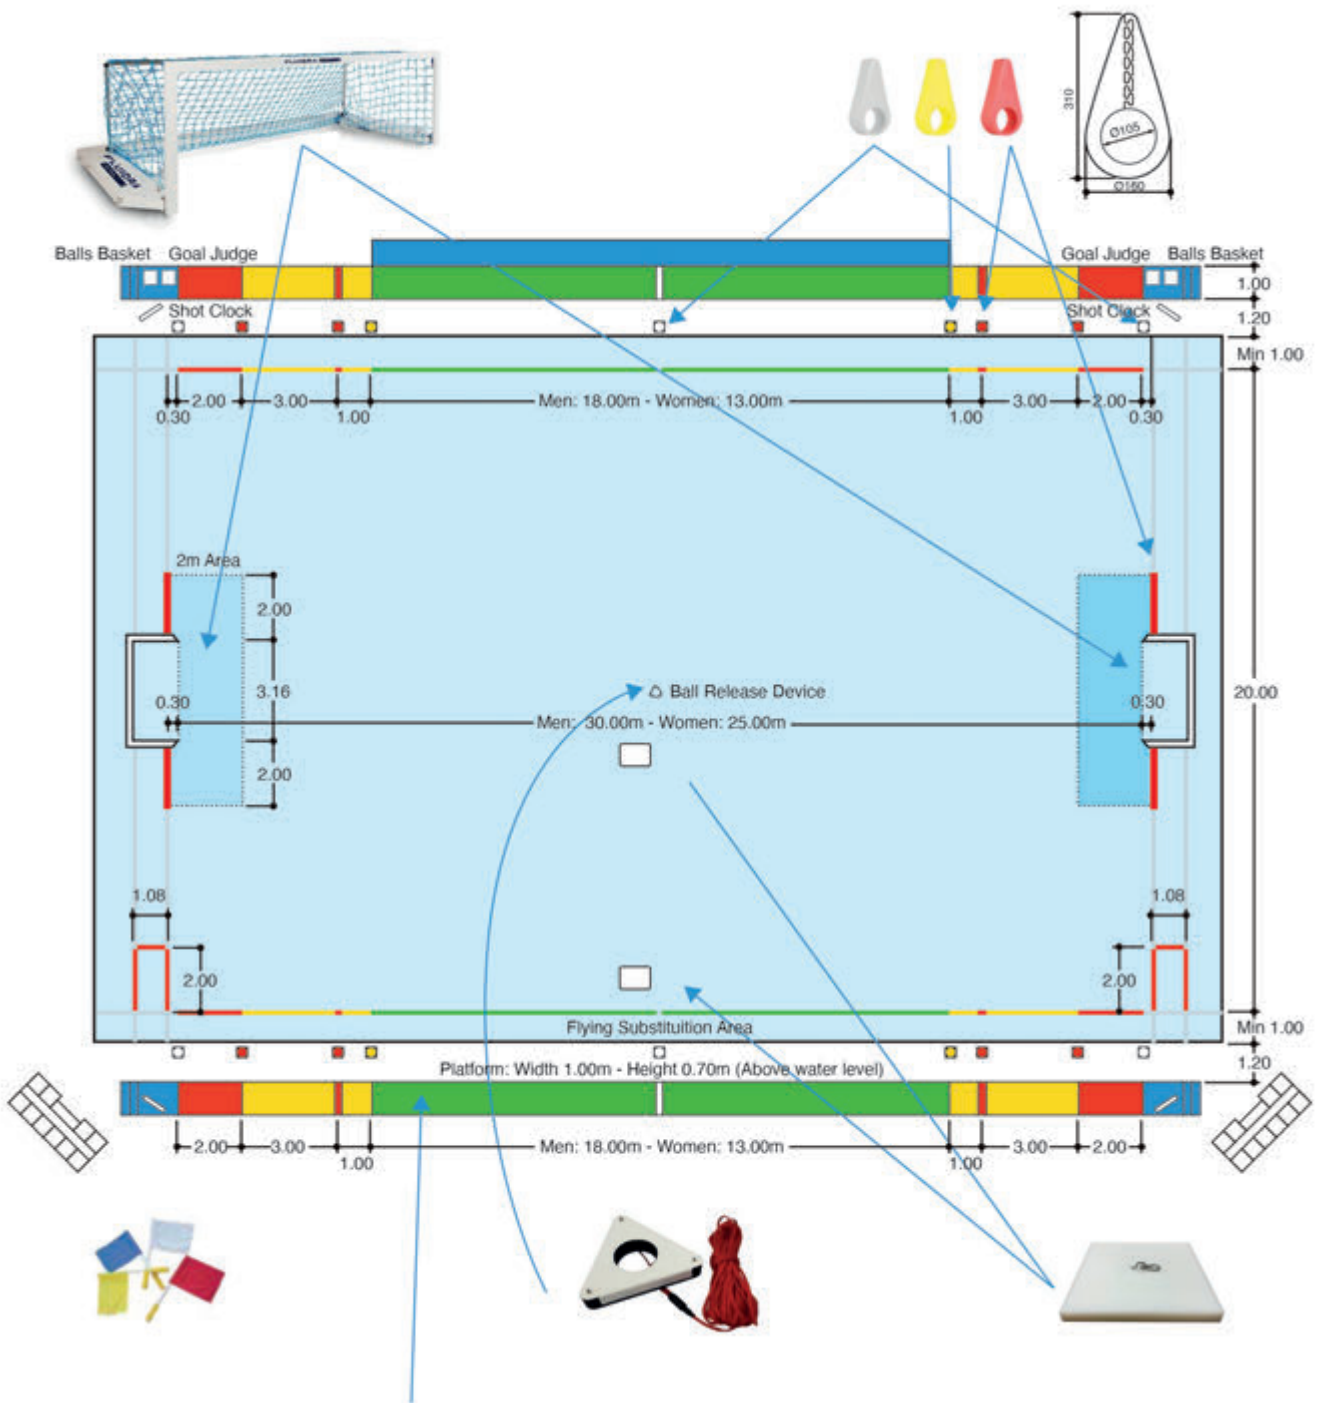 FLUIDRA
FLUIDRA
310
Ø105
Ø160
Balls Basket Goal Judge
Goal Judge Balls Basket
1.00
Shot Clock
Shot Clock
1.20
Min 1.00
2.00 3.00 Men: 18.00m - Women: 13.00m 3.00 2.00
0.30 1.00 1.00 0.30
2m Area
2.00
3.16
Ball Release Device
20.00
0.30
0.30
Men: 30.00m - Women: 25.00m
2.00
1.08
1.08
2.00
2.00
Flying Substituition Area
Min 1.00
Platform: Width 1.00m - Height 0.70m (Above water level)
1.20
2.00 3.00 Men: 18.00m - Women: 13.00m 3.00 2.00
1.00 1.00